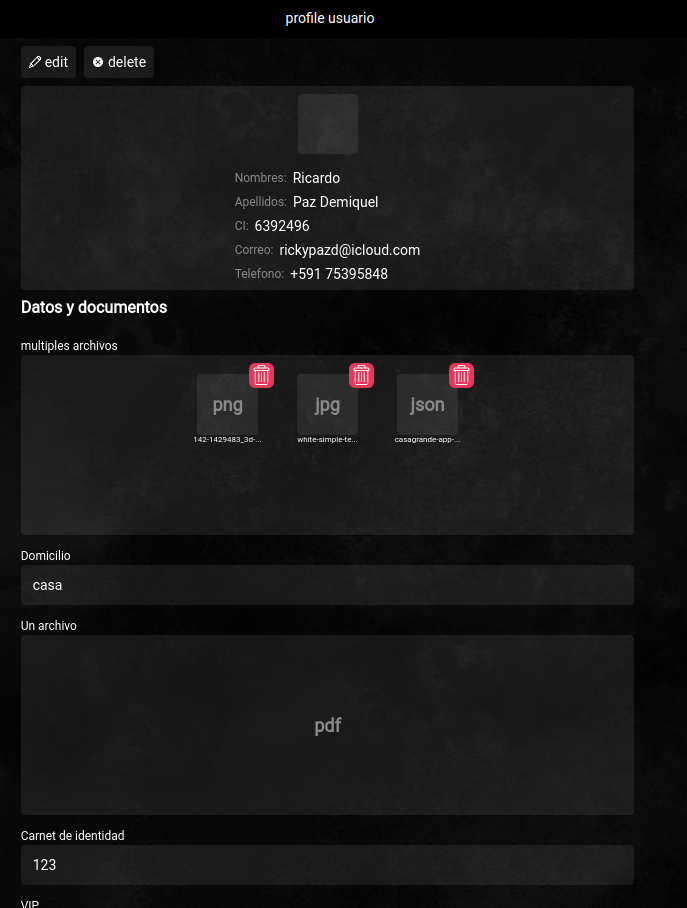 profile usuario
edit delete
Nombres: Ricardo
Apellidos: Paz Demiquel
CI: 6392496
Correo: rickypazd@icloud.com
Telefono: +591 75395848
Datos y documentos
multiples archivos
png jpg json
142-1429483_3d-... white-simple-te... casagrande-app-...
Domicilio
casa
Un archivo
pdf
Carnet de identidad
123
VIP